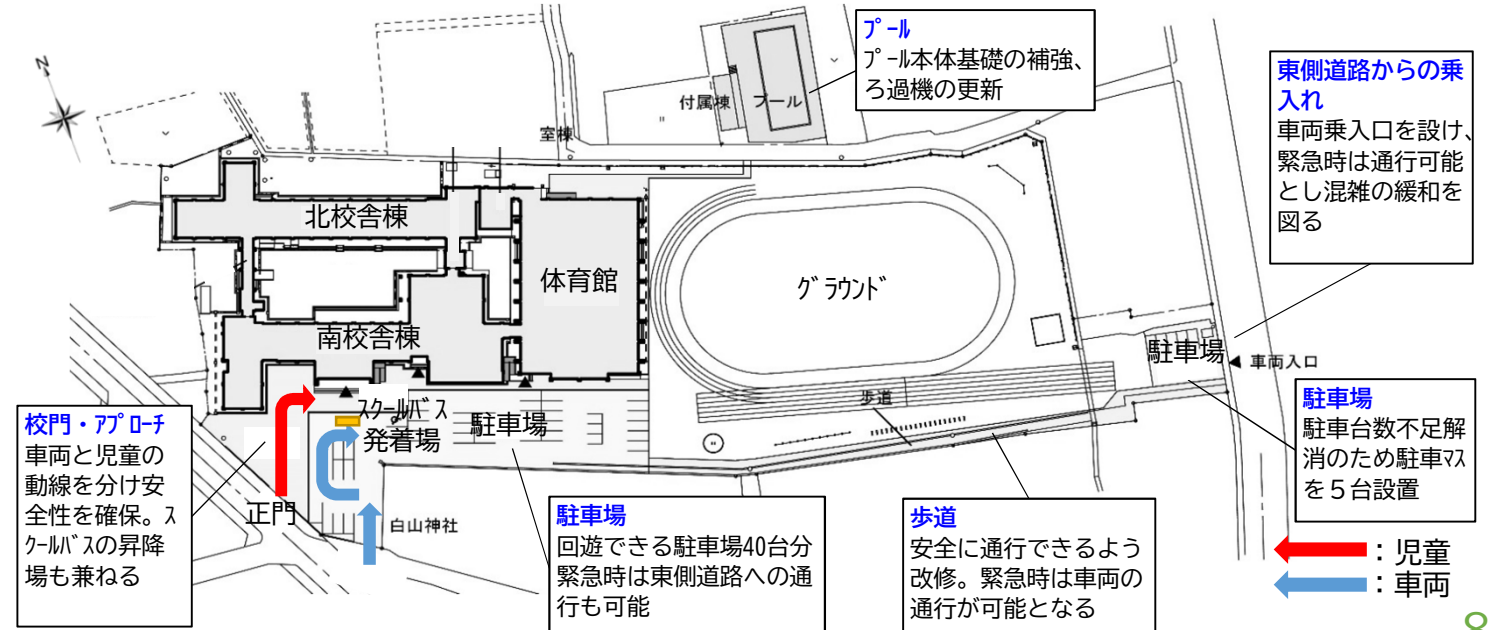 N
プール
プール本体基礎の補強、
ろ過機の更新
東側道路からの乗
入れ
車両乗入口を設け、
緊急時は通行可能
とし混雑の緩和を
図る
付属棟
プール
室棟
北校舎棟
体育館
グラウンド
南校舎棟
駐車場
車両入口
スクールバス
発着場
駐車場
歩道
正門
白山神社
校門・アプローチ
車両と児童の
動線を分け安
全性を確保。ス
クールバスの昇降
場も兼ねる
駐車場
回遊できる駐車場40台分
緊急時は東側道路への通
行も可能
歩道
安全に通行できるよう
改修。緊急時は車両の
通行が可能となる
駐車場
駐車台数不足解
消のため駐車マス
を５台設置
：児童
：車両
8